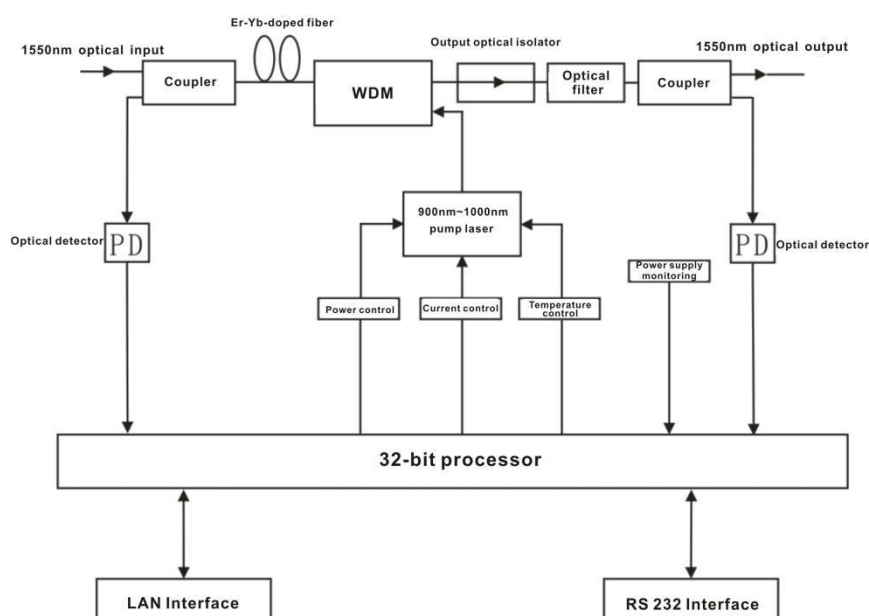 Er-Yb-doped fiber
1550nm optical input
Output optical isolator
1550nm optical output
Coupler
WDM
Optical
filter
Coupler
900nm~1000nm
pump laser
Optical detector
PD
PD
Optical detector
Power supply
monitoring
Power control
Current control
Temperature
control
32-bit processor
LAN Interface
RS 232 Interface